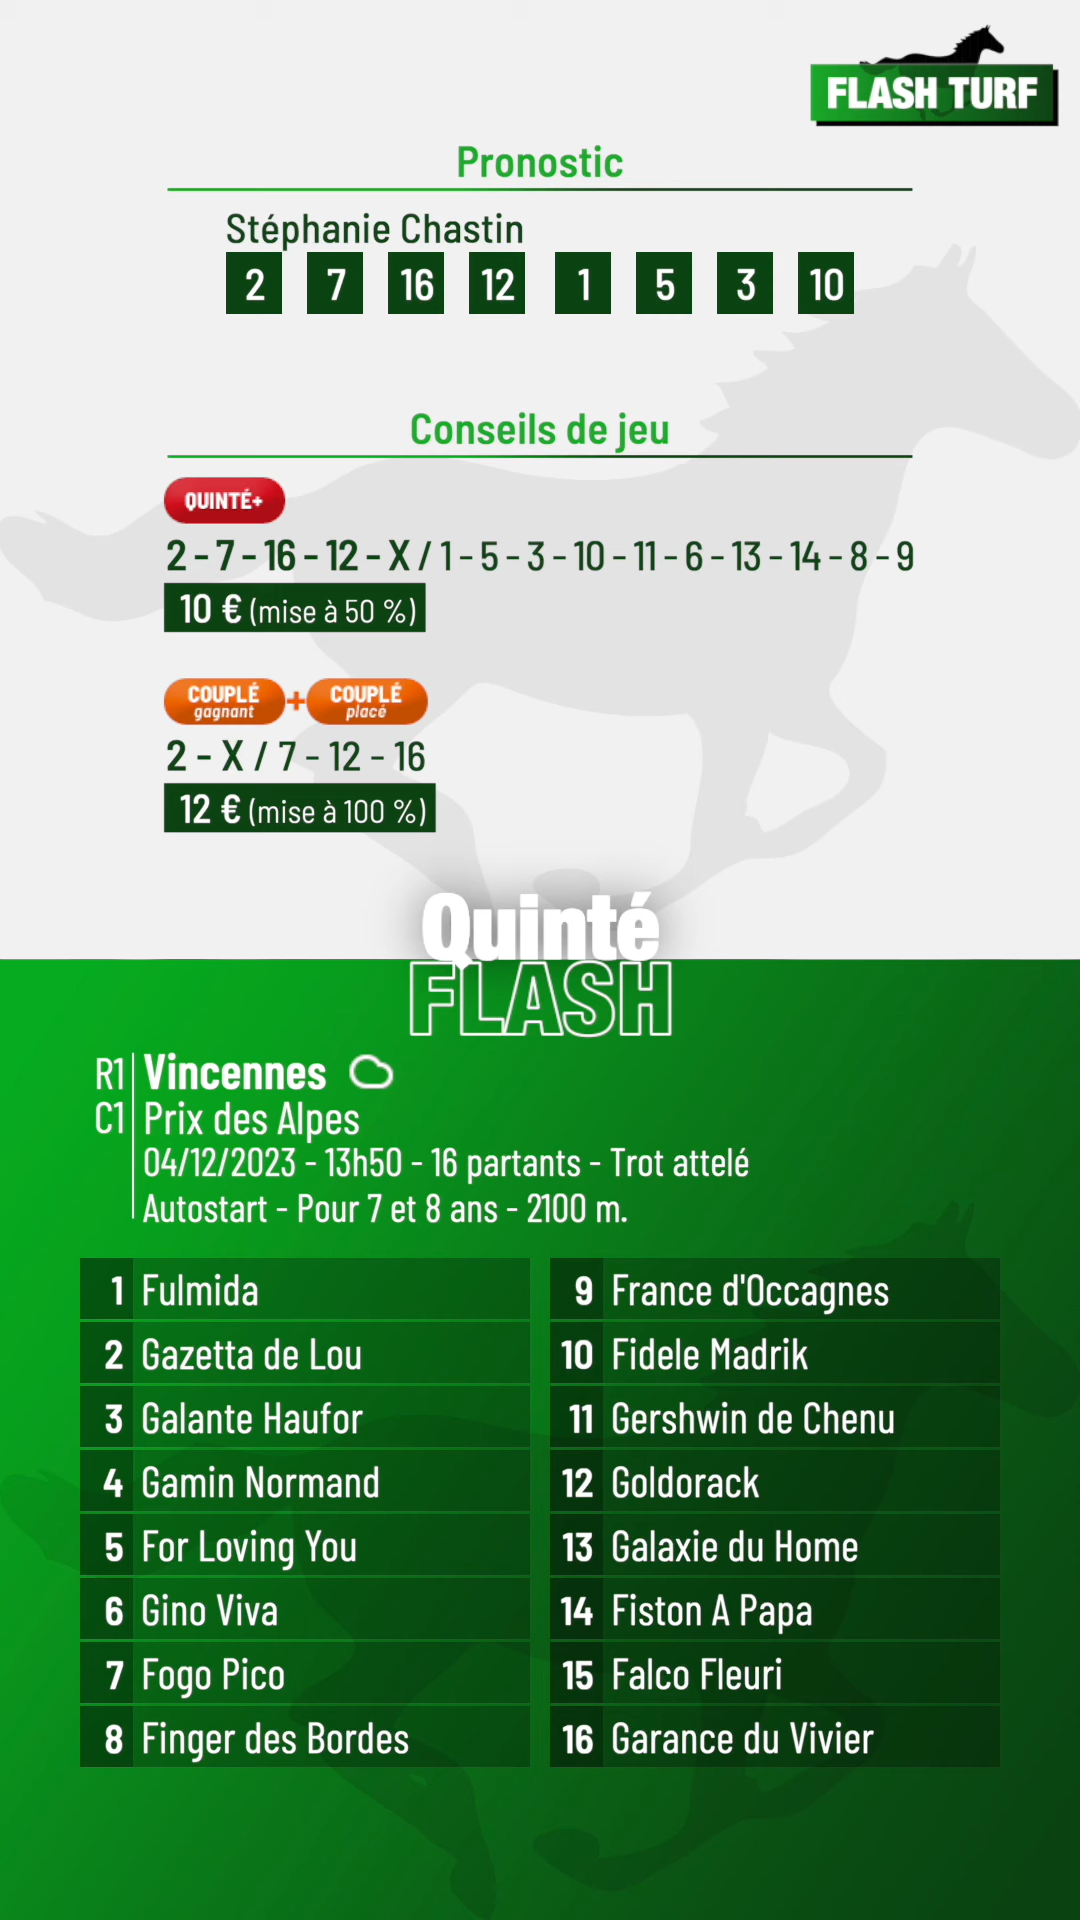 FLASH TURF
Pronostic
Stéphanie Chastin
2 7 16 12 1 5 3 10
Conseils de jeu
QUINTÉ+
2 - 7 - 16 - 12 - X / 1 - 5 - 3 - 10 - 11 - 6 - 13 - 14 - 8 - 9
10 € (mise à 50 %)
COUPLÉ gagnant + COUPLÉ placé
2 - X / 7 - 12 - 16
12 € (mise à 100 %)
Quinté
FLASH
R1 Vincennes
C1 Prix des Alpes
04/12/2023 - 13h50 - 16 partants - Trot attelé
Autostart - Pour 7 et 8 ans - 2100 m.
1 Fulmida
2 Gazetta de Lou
3 Galante Haufor
4 Gamin Normand
5 For Loving You
6 Gino Viva
7 Fogo Pico
8 Finger des Bordes
9 France d'Occagnes
10 Fidele Madrik
11 Gershwin de Chenu
12 Goldorack
13 Galaxie du Home
14 Fiston A Papa
15 Falco Fleuri
16 Garance du Vivier